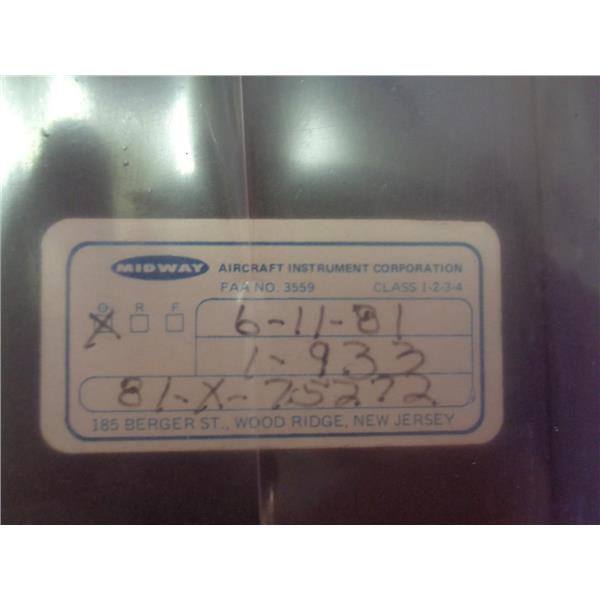 MIDWAY AIRCRAFT INSTRUMENT CORPORATION
FAA NO. 3559 CLASS 1-2-3-4
O R F
6-11-81
1-933
81-X-75272
185 BERGER ST., WOOD RIDGE, NEW JERSEY